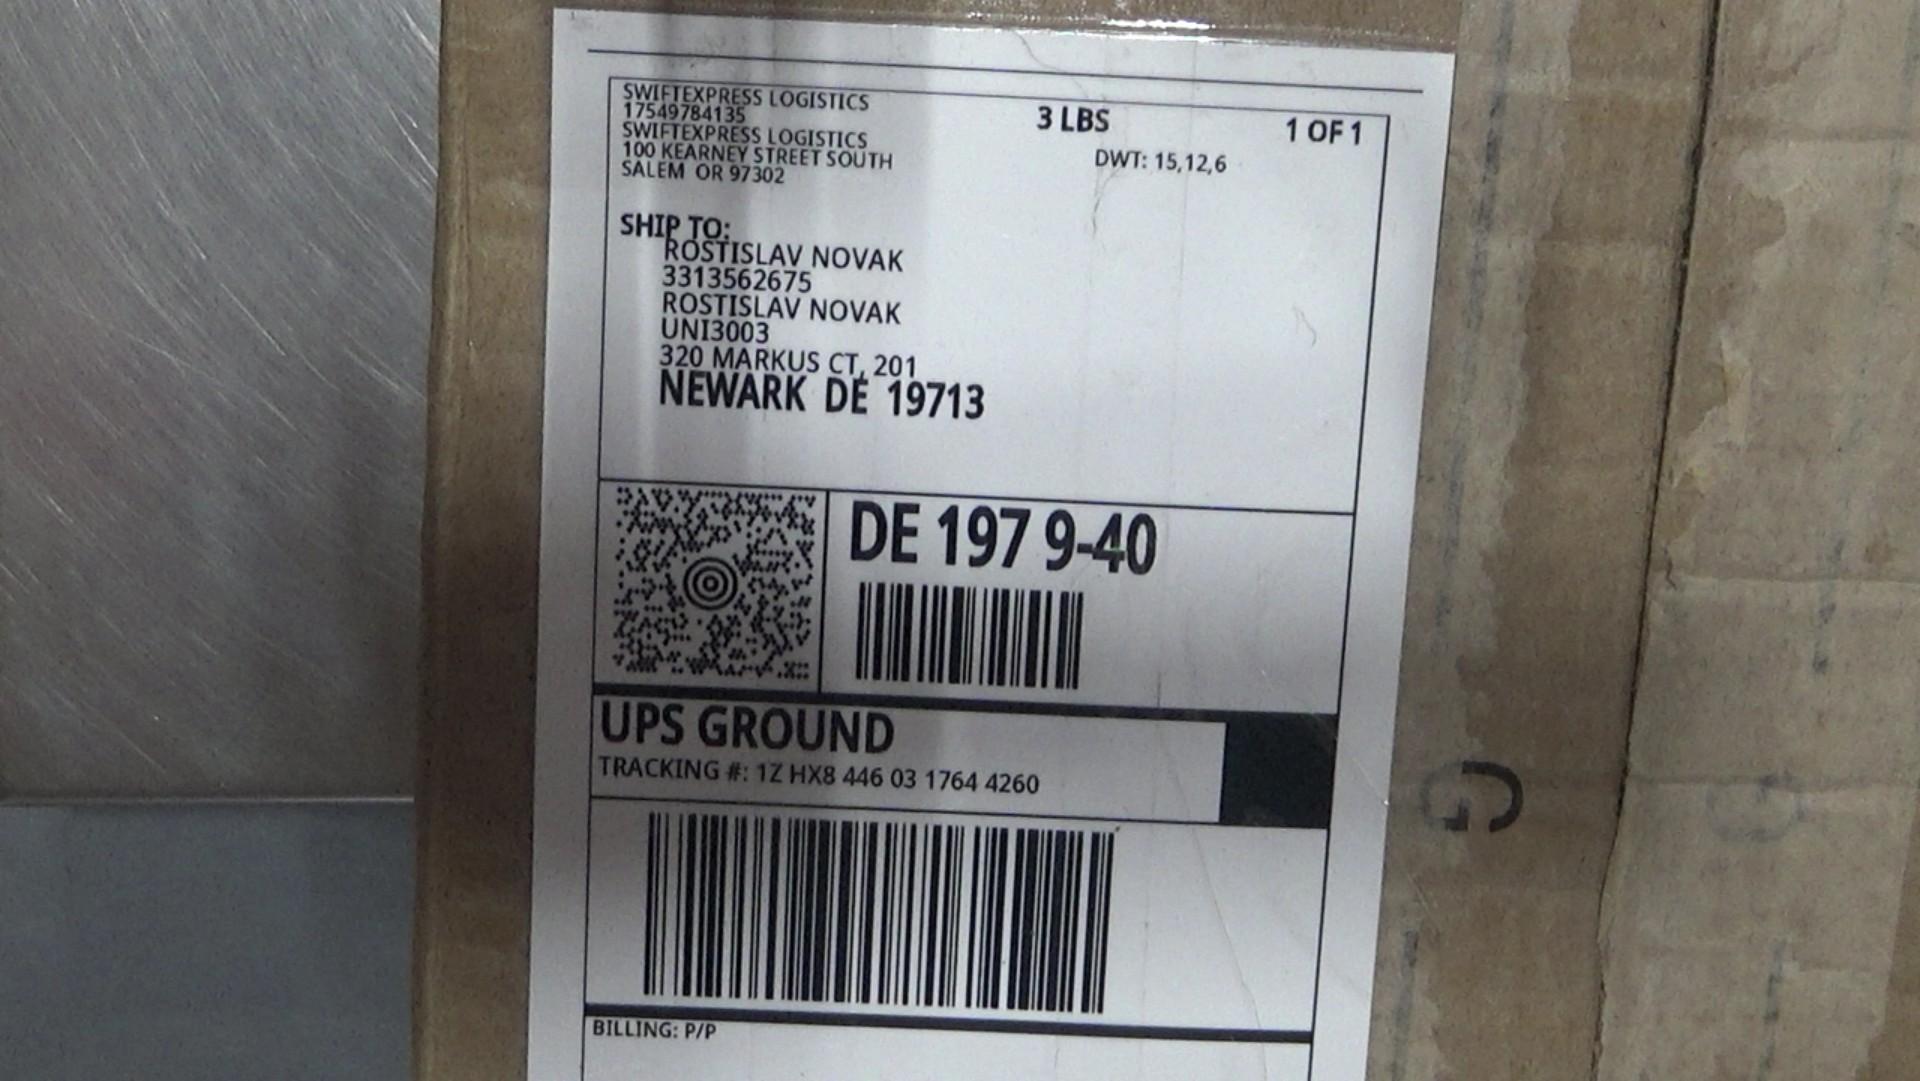 SWIFTEXPRESS LOGISTICS
17549784135
SWIFTEXPRESS LOGISTICS
100 KEARNEY STREET SOUTH
SALEM OR 97302
3 LBS
1 OF 1
DWT: 15,12,6
SHIP TO:
ROSTISLAV NOVAK
3313562675
ROSTISLAV NOVAK
UNI3003
320 MARKUS CT, 201
NEWARK DE 19713
DE 197 9-40
UPS GROUND
TRACKING #: 1Z HX8 446 03 1764 4260
BILLING: P/P
G